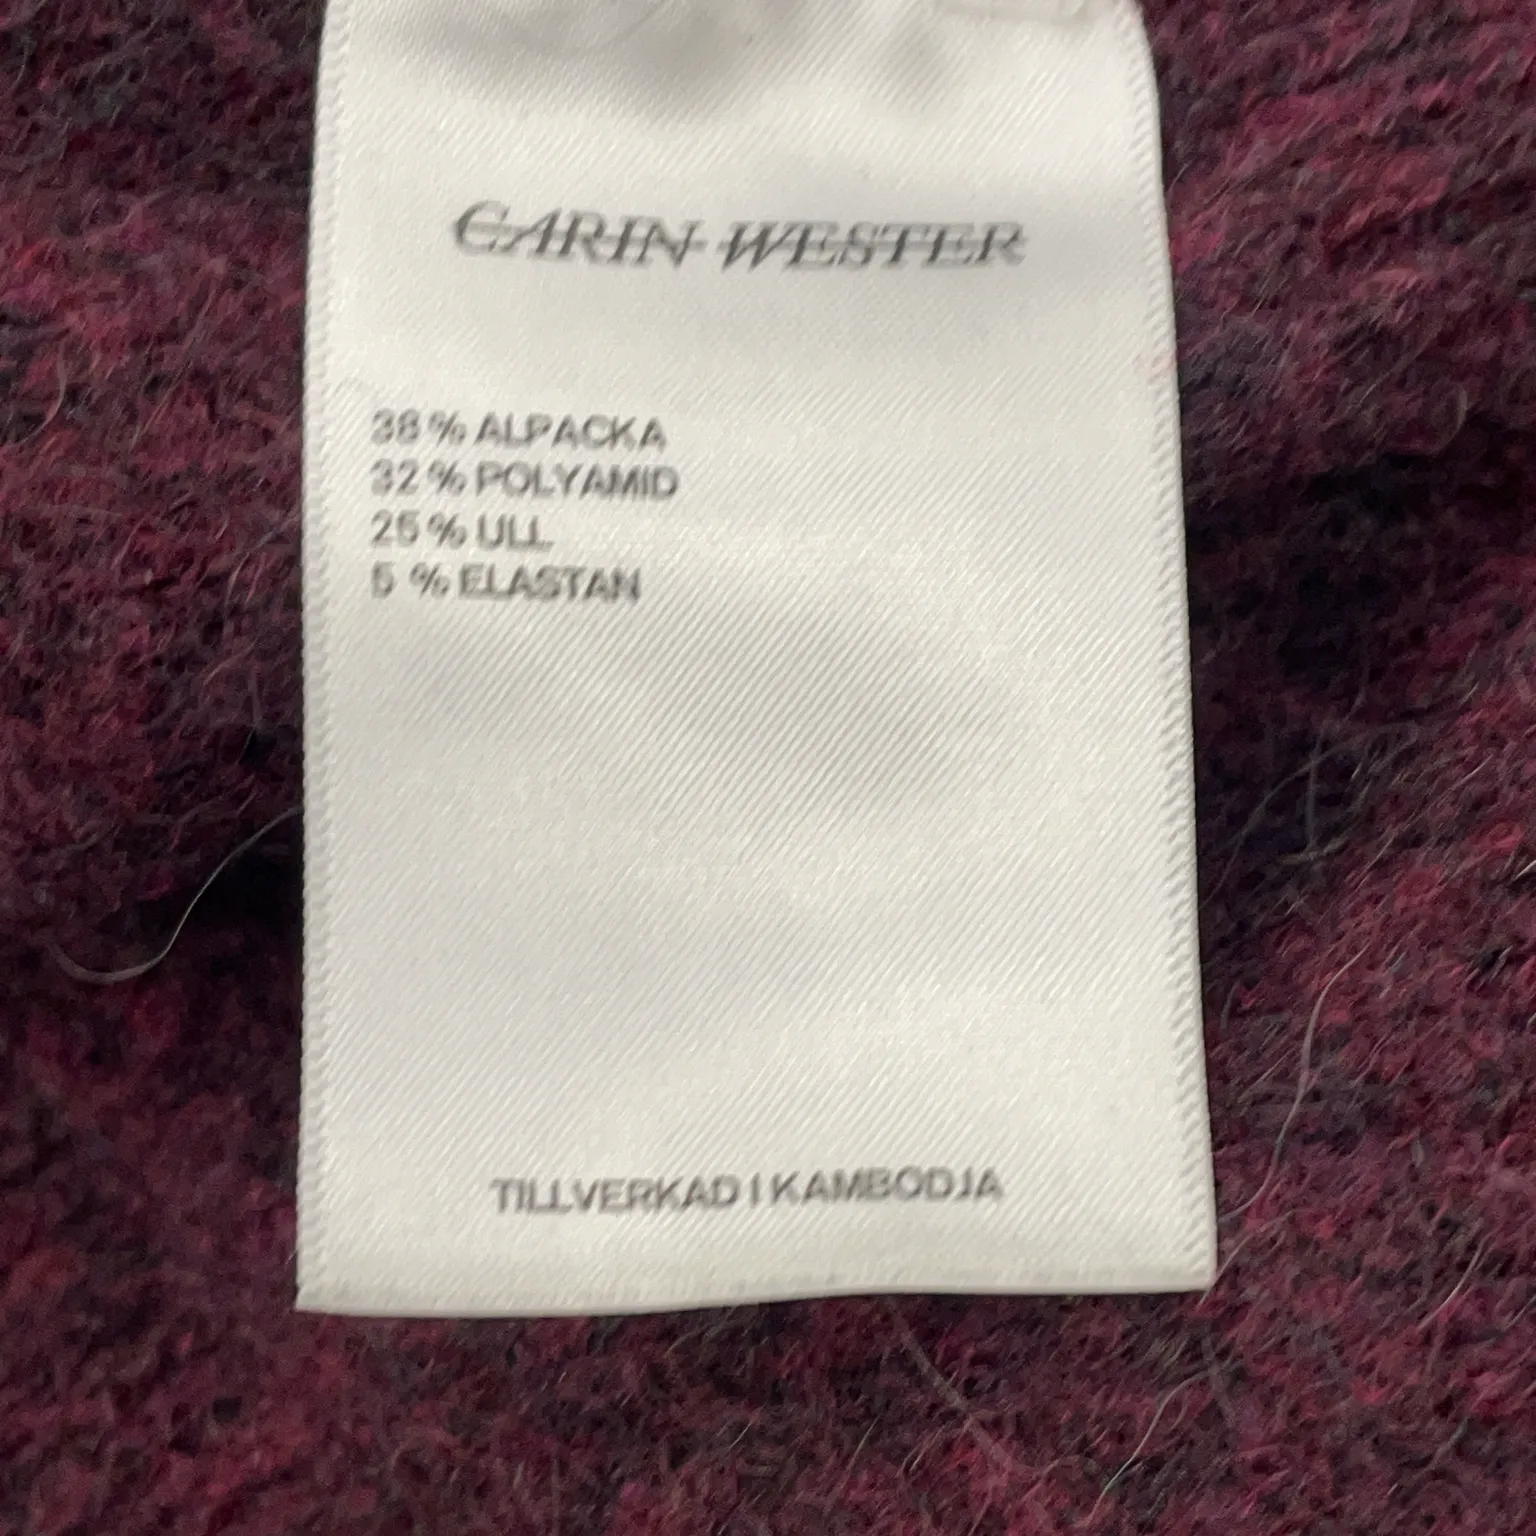 CARIN WESTER
38 % ALPACKA
32 % POLYAMID
25 % ULL
5 % ELASTAN
TILLVERKAD I KAMBODJA